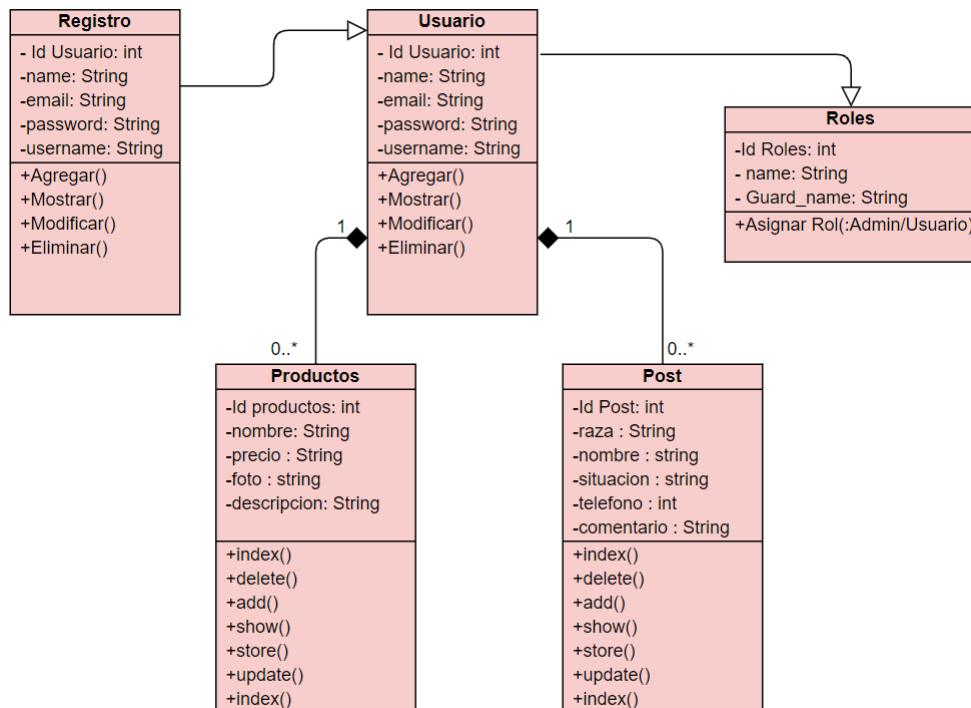 Registro
- Id Usuario: int
-name: String
-email: String
-password: String
-username: String
+Agregar()
+Mostrar()
+Modificar()
+Eliminar()
Usuario
- Id Usuario: int
-name: String
-email: String
-password: String
-username: String
+Agregar()
+Mostrar()
+Modificar()
+Eliminar()
Roles
-Id Roles: int
- name: String
- Guard_name: String
+Asignar Rol(:Admin/Usuario)
1
1
0..*
0..*
Productos
-Id productos: int
-nombre: String
-precio : String
-foto : string
-descripcion: String
+index()
+delete()
+add()
+show()
+store()
+update()
+index()
Post
-Id Post: int
-raza : String
-nombre : string
-situacion : string
-telefono : int
-comentario : String
+index()
+delete()
+add()
+show()
+store()
+update()
+index()